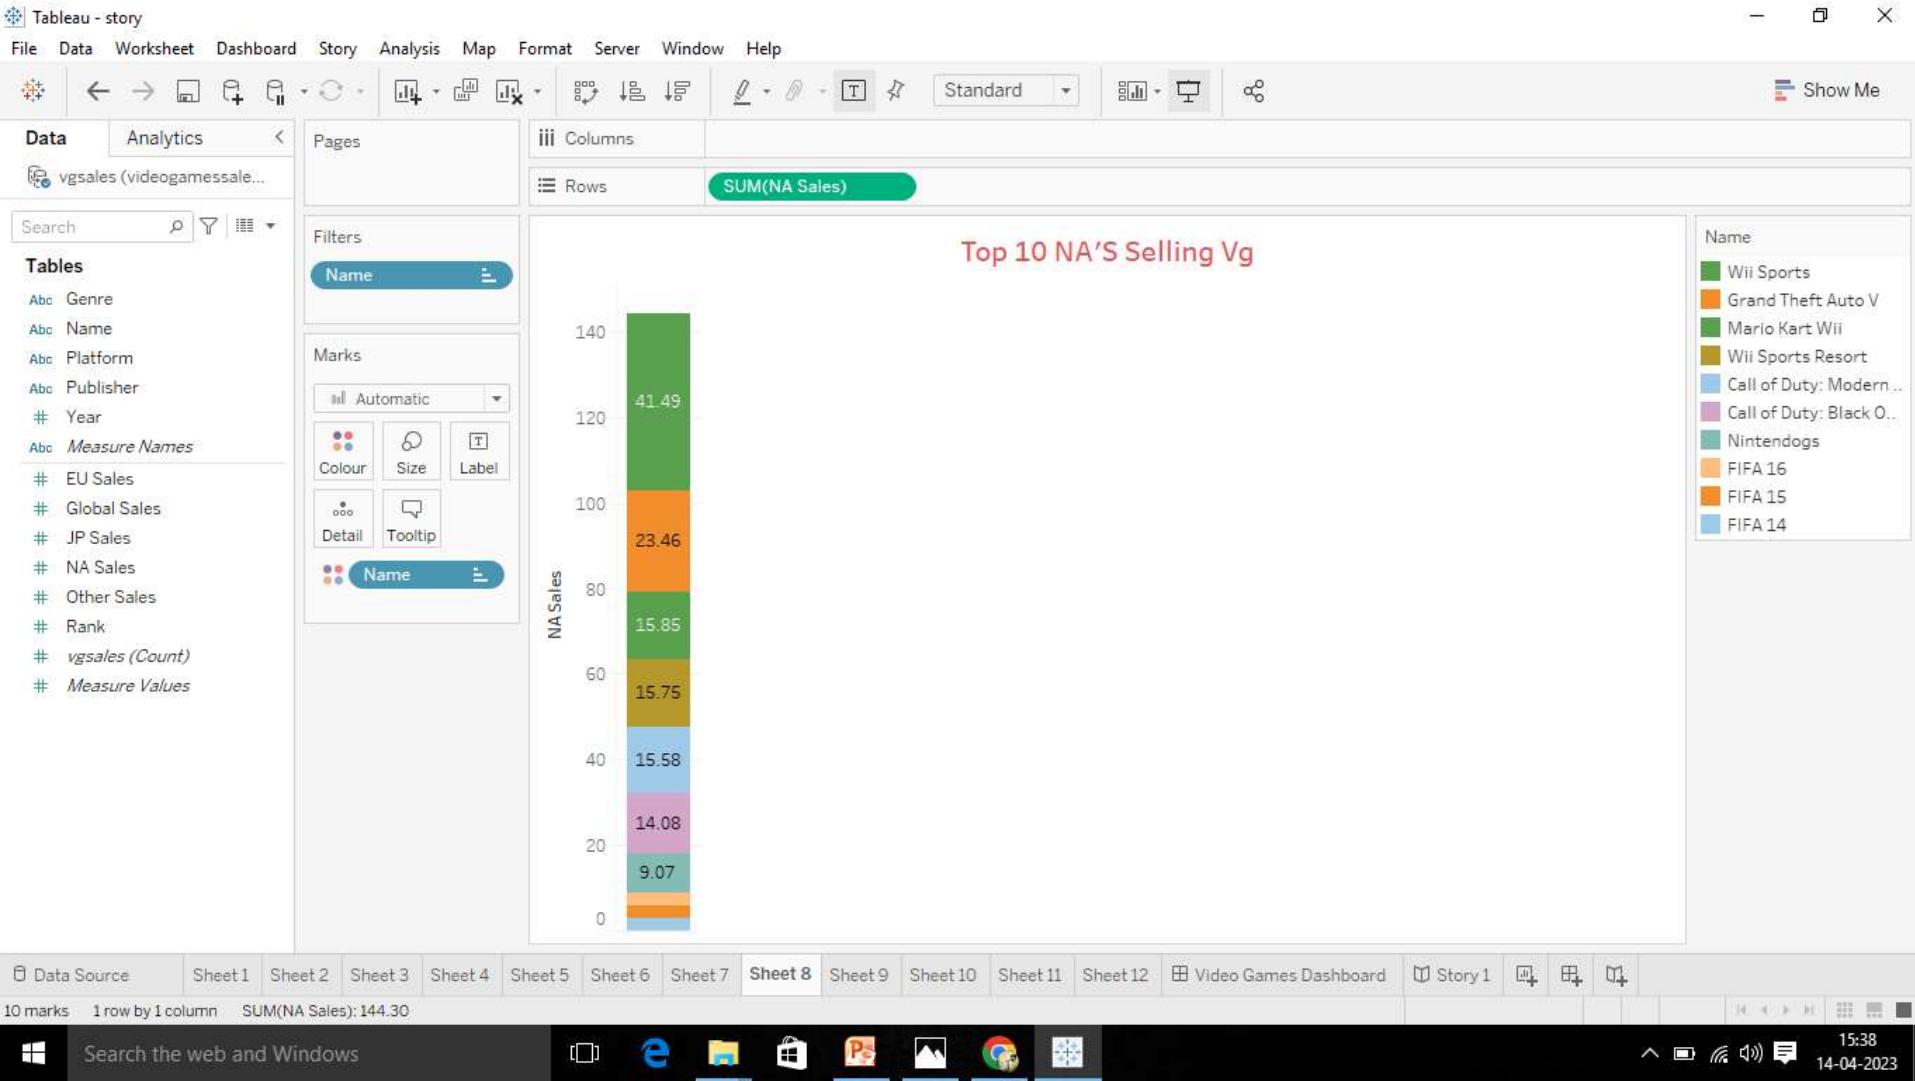 Tableau - story
File Data Worksheet Dashboard Story Analysis Map Format Server Window Help
Standard
Show Me
Data Analytics
vgsales (videogamessale...
Search
Tables
Abc Genre
Abc Name
Abc Platform
Abc Publisher
# Year
Abc Measure Names
# EU Sales
# Global Sales
# JP Sales
# NA Sales
# Other Sales
# Rank
# vgsales (Count)
# Measure Values
Pages
Filters
Name
Marks
Automatic
Colour Size Label
Detail Tooltip
Name
Columns
Rows SUM(NA Sales)
Top 10 NA'S Selling Vg
NA Sales
140
120
100
80
60
40
20
0
41.49
23.46
15.85
15.75
15.58
14.08
9.07
Name
Wii Sports
Grand Theft Auto V
Mario Kart Wii
Wii Sports Resort
Call of Duty: Modern ..
Call of Duty: Black O..
Nintendogs
FIFA 16
FIFA 15
FIFA 14
Data Source Sheet 1 Sheet 2 Sheet 3 Sheet 4 Sheet 5 Sheet 6 Sheet 7 Sheet 8 Sheet 9 Sheet 10 Sheet 11 Sheet 12 Video Games Dashboard Story 1
10 marks 1 row by 1 column SUM(NA Sales): 144.30
Search the web and Windows
15:38
14-04-2023